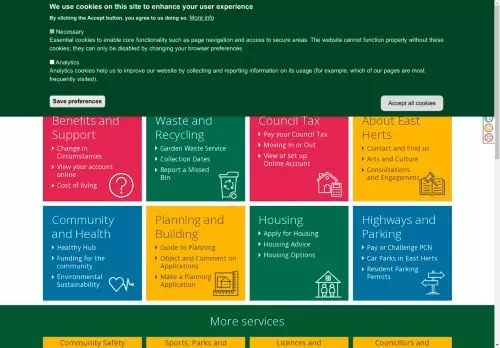 We use cookies on this site to enhance your user experience
By clicking the Accept button, you agree to us doing so. More info
Necessary
Essential cookies to enable core functionality such as page navigation and access to secure areas. The website cannot function properly without these
cookies; they can only be disabled by changing your browser preferences
Analytics
Analytics cookies help us to improve our website by collecting and reporting information on its usage (for example, which of our pages are most
frequently visited).
Save preferences
Accept all cookies
Benefits and
Support
Change in
Circumstances
View your account
online
Cost of living
Waste and
Recycling
Garden Waste Service
Collection Dates
Report a Missed
Bin
Council Tax
Pay your Council Tax
Moving In or Out
View or set up
Online Account
About East
Herts
Contact and Find us
Arts and Culture
Consultations
and Engagement
Community
and Health
Healthy Hub
Funding for the
community
Environmental
Sustainability
Planning and
Building
Guide to Planning
Object and Comment on
Applications
Make a Planning
Application
Housing
Apply for Housing
Housing Advice
Housing Options
Highways and
Parking
Pay or Challenge PCN
Car Parks in East Herts
Resident Parking
Permits
More services
Community Safety
Sports, Parks and
Licences and
Councillors and